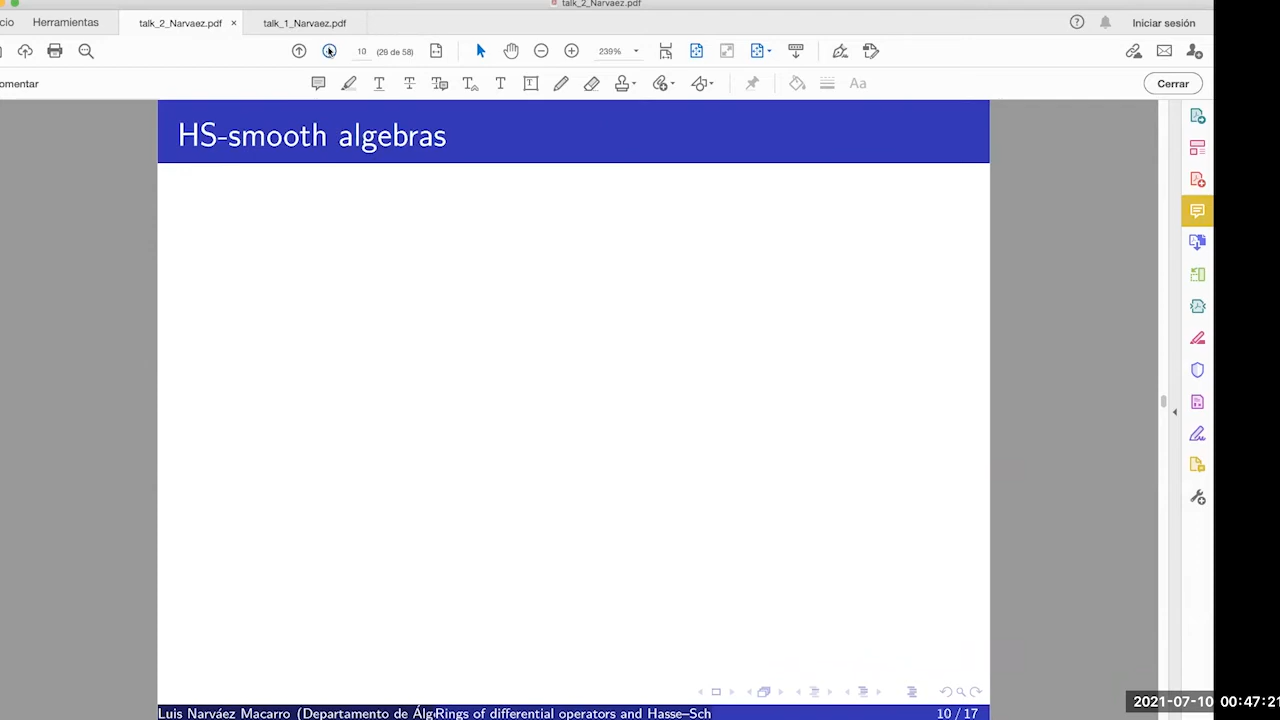 talk_2_Narvaez.pdf
cio Herramientas talk_2_Narvaez.pdf × talk_1_Narvaez.pdf ? Iniciar sesión
10 (29 de 58) 239%
omentar T T T T T Aa Cerrar
HS-smooth algebras
Luis Narváez Macarro (Departamento de Álg Rings of differential operators and Hasse–Sch 10 / 17
2021-07-10 00:47:21